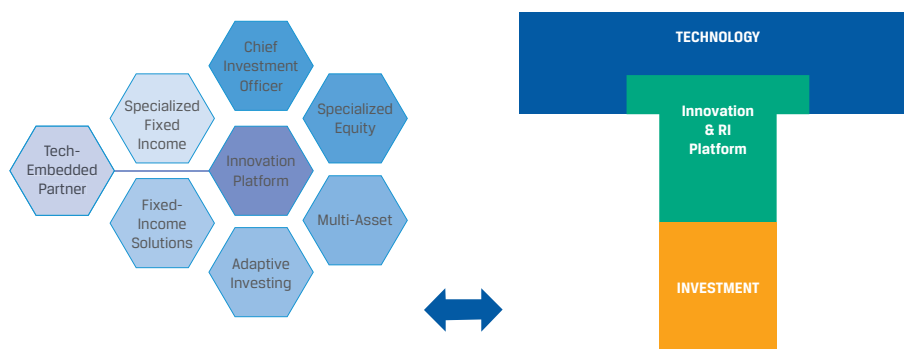 Chief
Investment
Officer
Specialized
Fixed
Income
Specialized
Equity
Tech-
Embedded
Partner
Innovation
Platform
Fixed-
Income
Solutions
Multi-Asset
Adaptive
Investing
TECHNOLOGY
Innovation
& RI
Platform
INVESTMENT